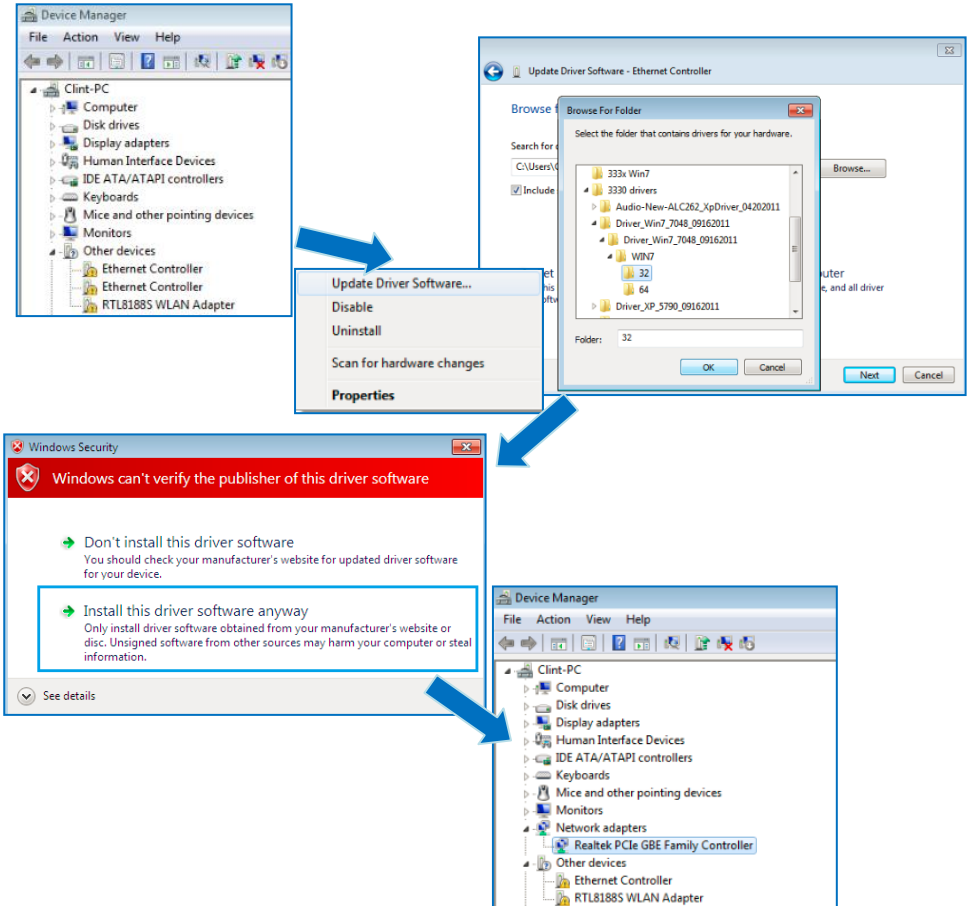 Device Manager
File Action View Help
Clint-PC
Computer
Disk drives
Display adapters
Human Interface Devices
IDE ATA/ATAPI controllers
Keyboards
Mice and other pointing devices
Monitors
Other devices
Ethernet Controller
Ethernet Controller
RTL8188S WLAN Adapter
Update Driver Software...
Disable
Uninstall
Scan for hardware changes
Properties
Update Driver Software - Ethernet Controller
Browse f
Search for
C:\Users\
Browse...
Include
Browse For Folder
Select the folder that contains drivers for your hardware.
333x Win7
3330 drivers
Audio-New-ALC262_XpDriver_04202011
Driver_Win7_7048_09162011
Driver_Win7_7048_09162011
WIN7
32
64
Driver_XP_5790_09162011
Folder: 32
OK Cancel
et
uter
his
e, and all driver
oftw
Next Cancel
Windows Security
Windows can't verify the publisher of this driver software
Don't install this driver software
You should check your manufacturer's website for updated driver software
for your device.
Install this driver software anyway
Only install driver software obtained from your manufacturer's website or
disc. Unsigned software from other sources may harm your computer or steal
information.
See details
Device Manager
File Action View Help
Clint-PC
Computer
Disk drives
Display adapters
Human Interface Devices
IDE ATA/ATAPI controllers
Keyboards
Mice and other pointing devices
Monitors
Network adapters
Realtek PCIe GBE Family Controller
Other devices
Ethernet Controller
RTL8188S WLAN Adapter